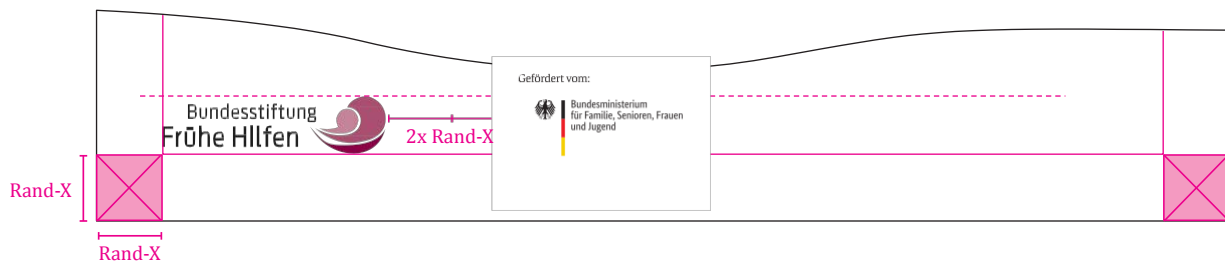 Gefördert vom:
Bundesministerium
für Familie, Senioren, Frauen
und Jugend
Bundesstiftung
Frühe HIlfen
2x Rand-X
Rand-X
Rand-X